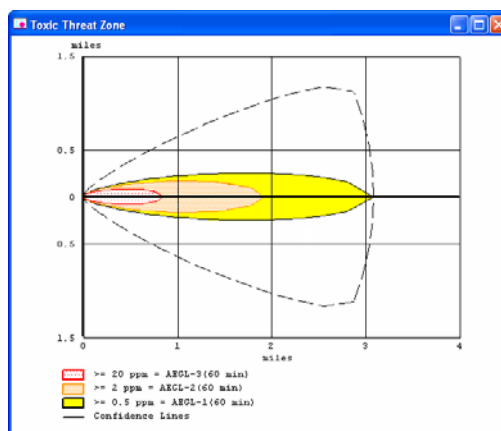 Toxic Threat Zone
miles
1.5
0.5
0
0.5
1.5
0 1 2 3 4
miles
>= 20 ppm = AEGL-3(60 min)
>= 2 ppm = AEGL-2(60 min)
>= 0.5 ppm = AEGL-1(60 min)
Confidence Lines